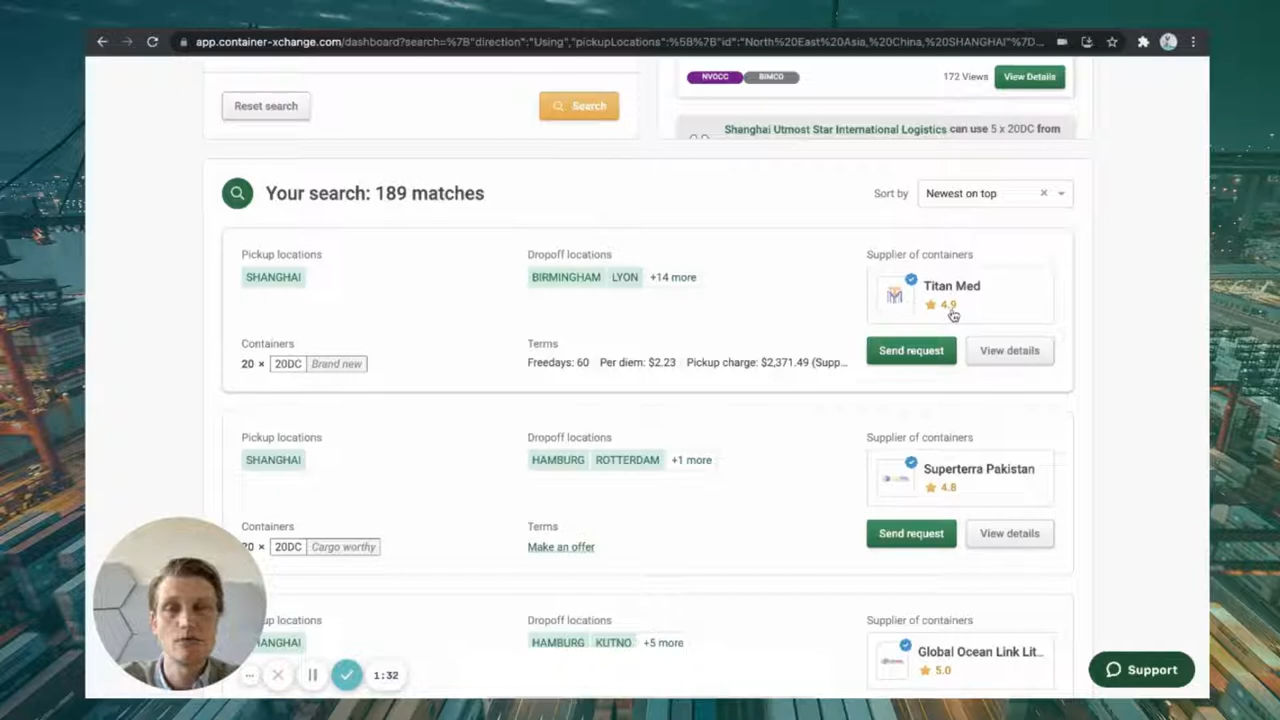 app.container-xchange.com/dashboard?search=%7B"direction":"Using","pickupLocations":%5B%7B"id":"North%20East%20Asia,%20China,%20SHANGHAI"%7D...
NVOCC BIMCO 172 Views View Details
Reset search Search
Shanghai Utmost Star International Logistics can use 5 x 20DC from
Your search: 189 matches
Sort by Newest on top
Pickup locations Dropoff locations Supplier of containers
SHANGHAI BIRMINGHAM LYON +14 more Titan Med
4.9
Containers Terms Send request View details
20 × 20DC Brand new Freedays: 60 Per diem: $2.23 Pickup charge: $2,371.49 (Supp...
Pickup locations Dropoff locations Supplier of containers
SHANGHAI HAMBURG ROTTERDAM +1 more Superterra Pakistan
4.8
Containers Terms Send request View details
20 × 20DC Cargo worthy Make an offer
up locations Dropoff locations Supplier of containers
HANGHAI HAMBURG KUTNO +5 more Global Ocean Link Lit...
5.0
1:32
Support